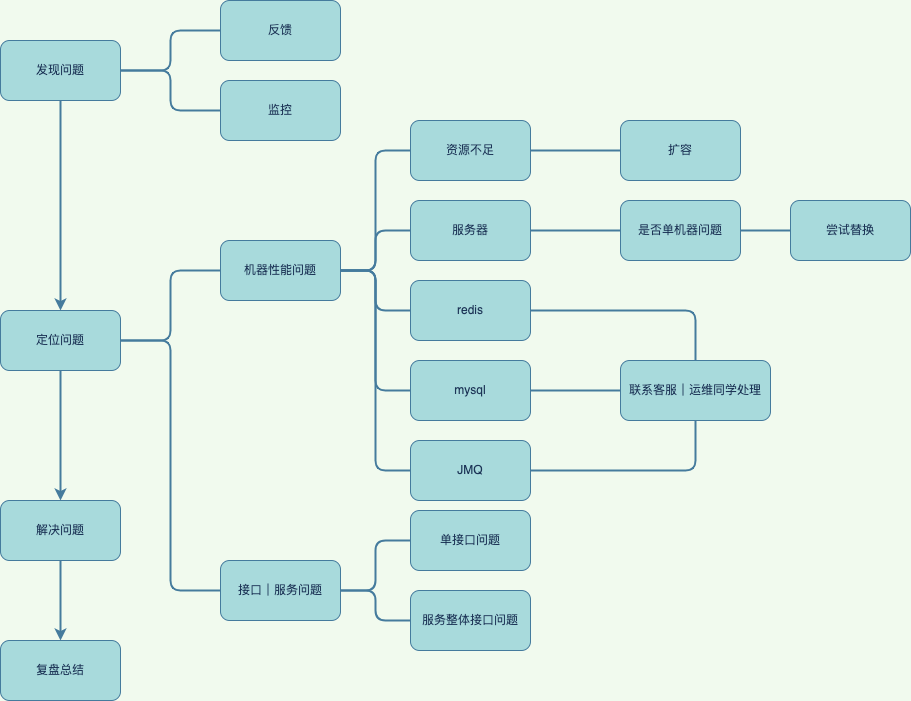 反馈
发现问题
监控
资源不足
扩容
服务器
是否单机器问题
尝试替换
机器性能问题
redis
定位问题
mysql
联系客服｜运维同学处理
JMQ
解决问题
单接口问题
接口｜服务问题
服务整体接口问题
复盘总结